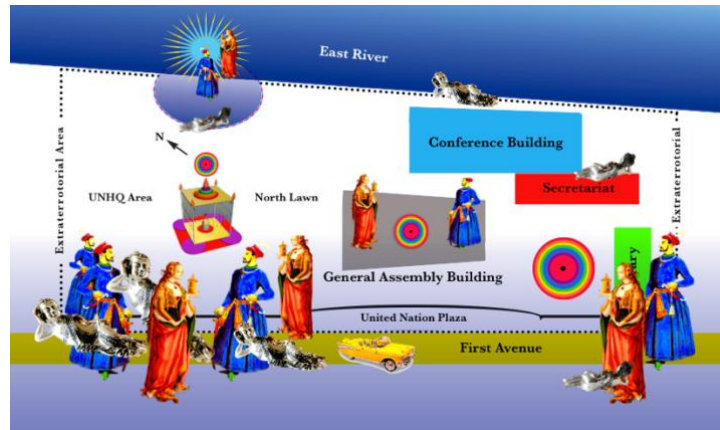 East River
Extraterrotorial Area
N
UNHQ Area
North Lawn
Conference Building
Secretariat
Extraterrotorial
General Assembly Building
United Nation Plaza
First Avenue